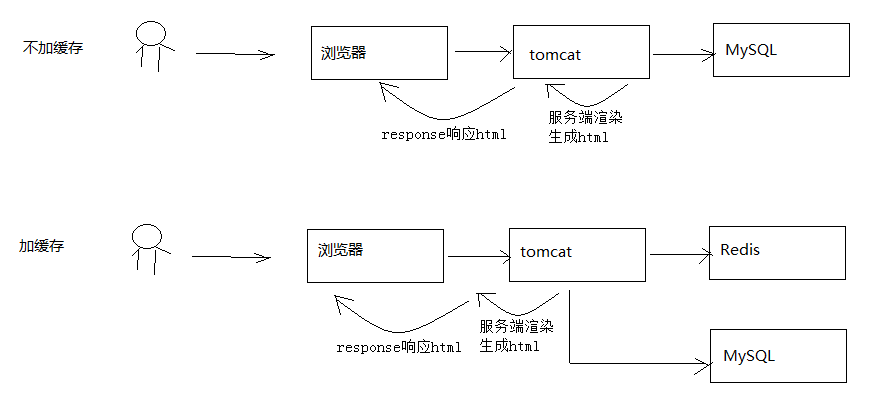 不加缓存
浏览器
tomcat
MySQL
response响应html
服务端渲染
生成html
加缓存
浏览器
tomcat
Redis
response响应html
服务端渲染
生成html
MySQL